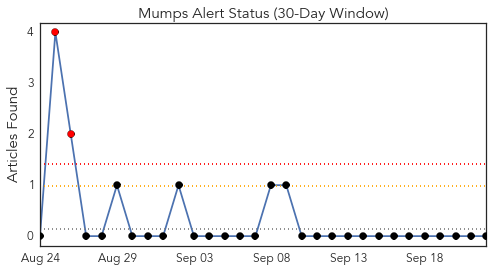 Mumps Alert Status (30-Day Window)
Articles Found
4
3
2
1
0
Aug 24 Aug 29 Sep 03 Sep 08 Sep 13 Sep 18